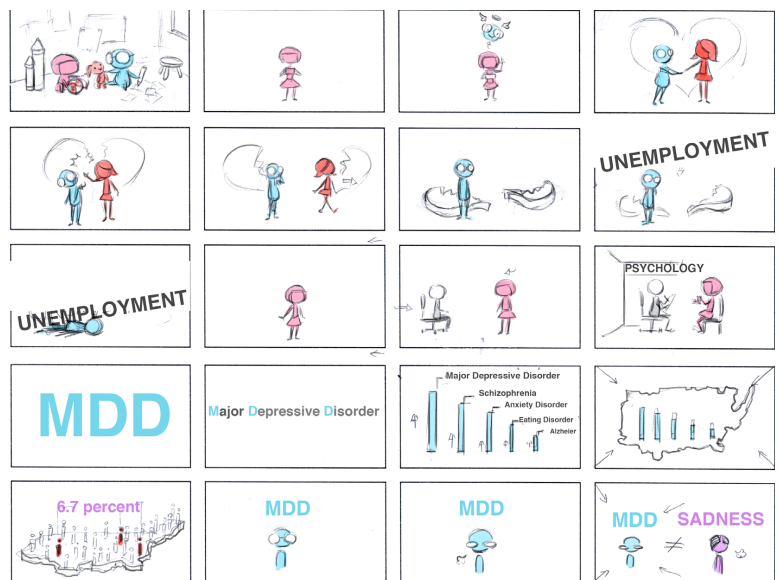 UNEMPLOYMENT
UNEMPLOYMENT
PSYCHOLOGY
MDD
Major Depressive Disorder
Major Depressive Disorder
Schizophrenia
Anxiety Disorder
Eating Disorder
Alzheier
6.7 percent
MDD
MDD
MDD
≠
SADNESS